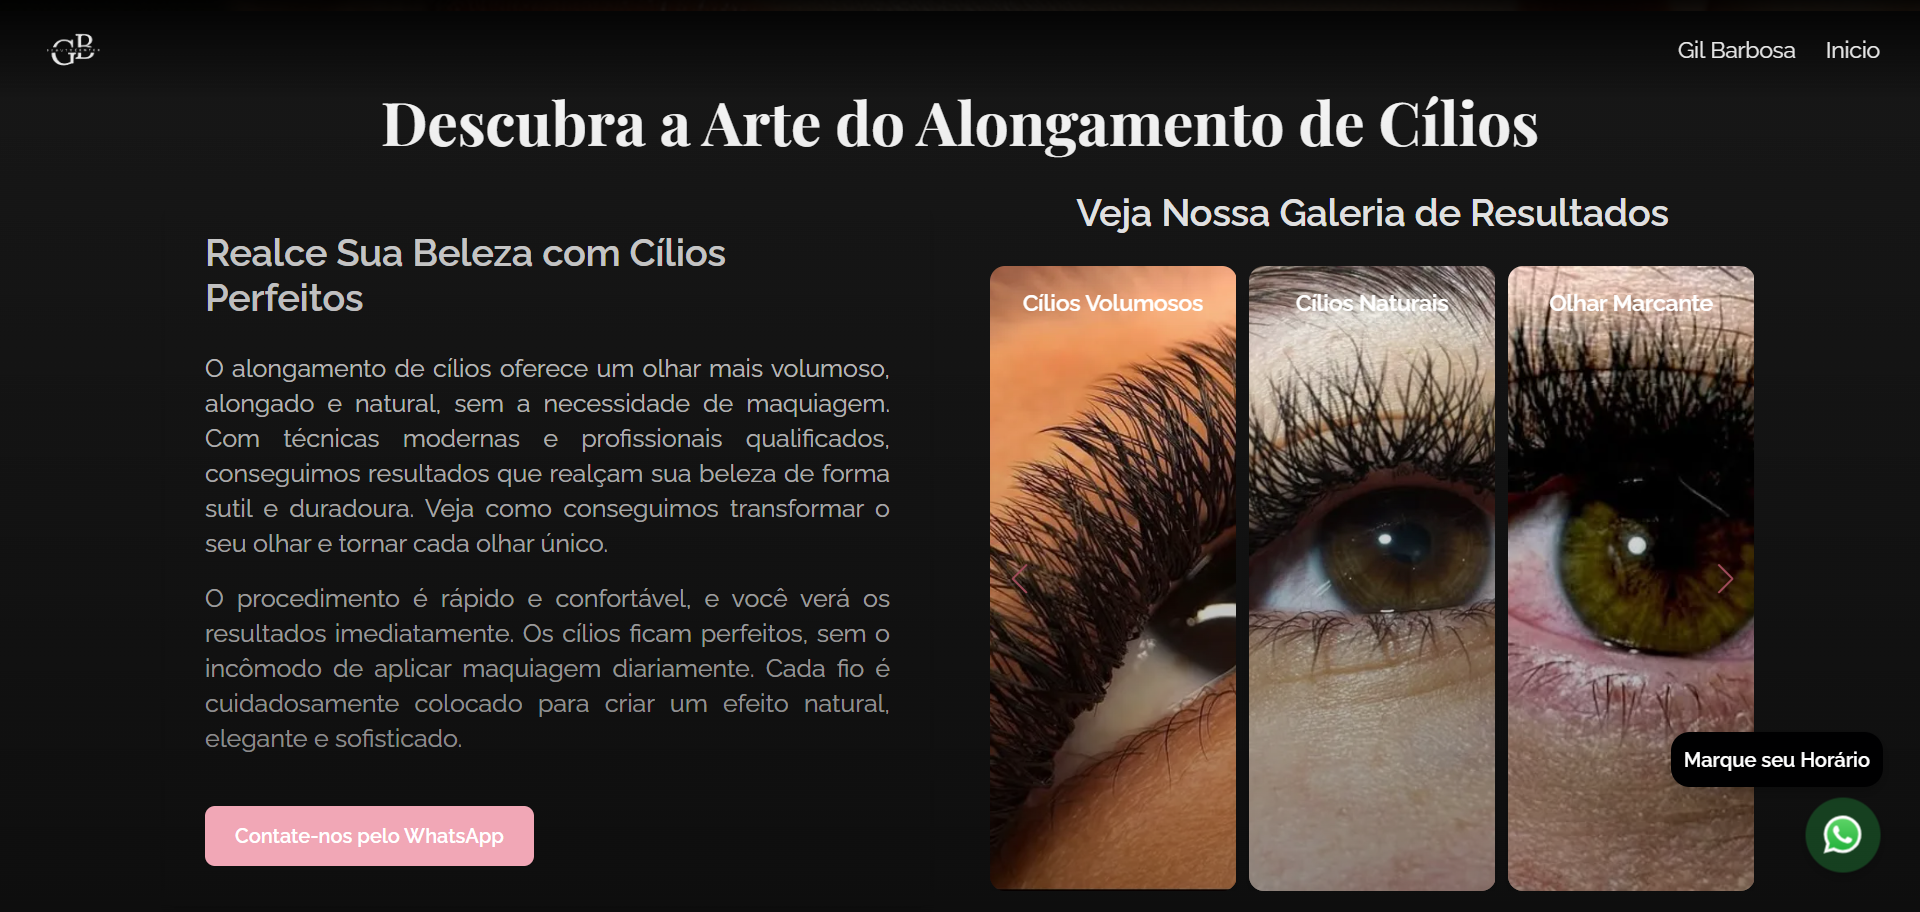 GB
Gil Barbosa
Inicio
Descubra a Arte do Alongamento de Cílios
Realce Sua Beleza com Cílios
Perfeitos
O alongamento de cílios oferece um olhar mais volumoso,
alongado e natural, sem a necessidade de maquiagem.
Com técnicas modernas e profissionais qualificados,
conseguimos resultados que realçam sua beleza de forma
sutil e duradoura. Veja como conseguimos transformar o
seu olhar e tornar cada olhar único.
O procedimento é rápido e confortável, e você verá os
resultados imediatamente. Os cílios ficam perfeitos, sem o
incômodo de aplicar maquiagem diariamente. Cada fio é
cuidadosamente colocado para criar um efeito natural,
elegante e sofisticado.
Contate-nos pelo WhatsApp
Veja Nossa Galeria de Resultados
Cílios Volumosos
Cílios Naturais
Olhar Marcante
Marque seu Horário